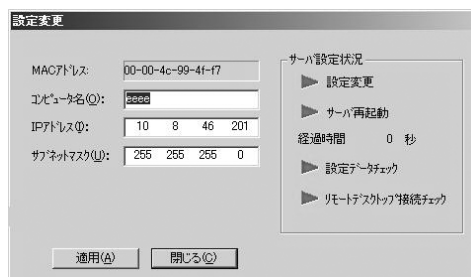 設定変更
MACｱﾄﾞﾚｽ: 00-00-4c-99-4f-f7
ｺﾝﾋﾟｭｰﾀ名(O): eeee
IPｱﾄﾞﾚｽ(I): 10 8 46 201
ｻﾌﾞﾈｯﾄﾏｽｸ(U): 255 255 255 0
適用(A) 閉じる(C)
サーバ設定状況
設定変更
サーバ再起動
経過時間 0 秒
設定ﾃﾞｰﾀﾁｪｯｸ
ﾘﾓｰﾄﾃﾞｽｸﾄｯﾌﾟ接続ﾁｪｯｸ